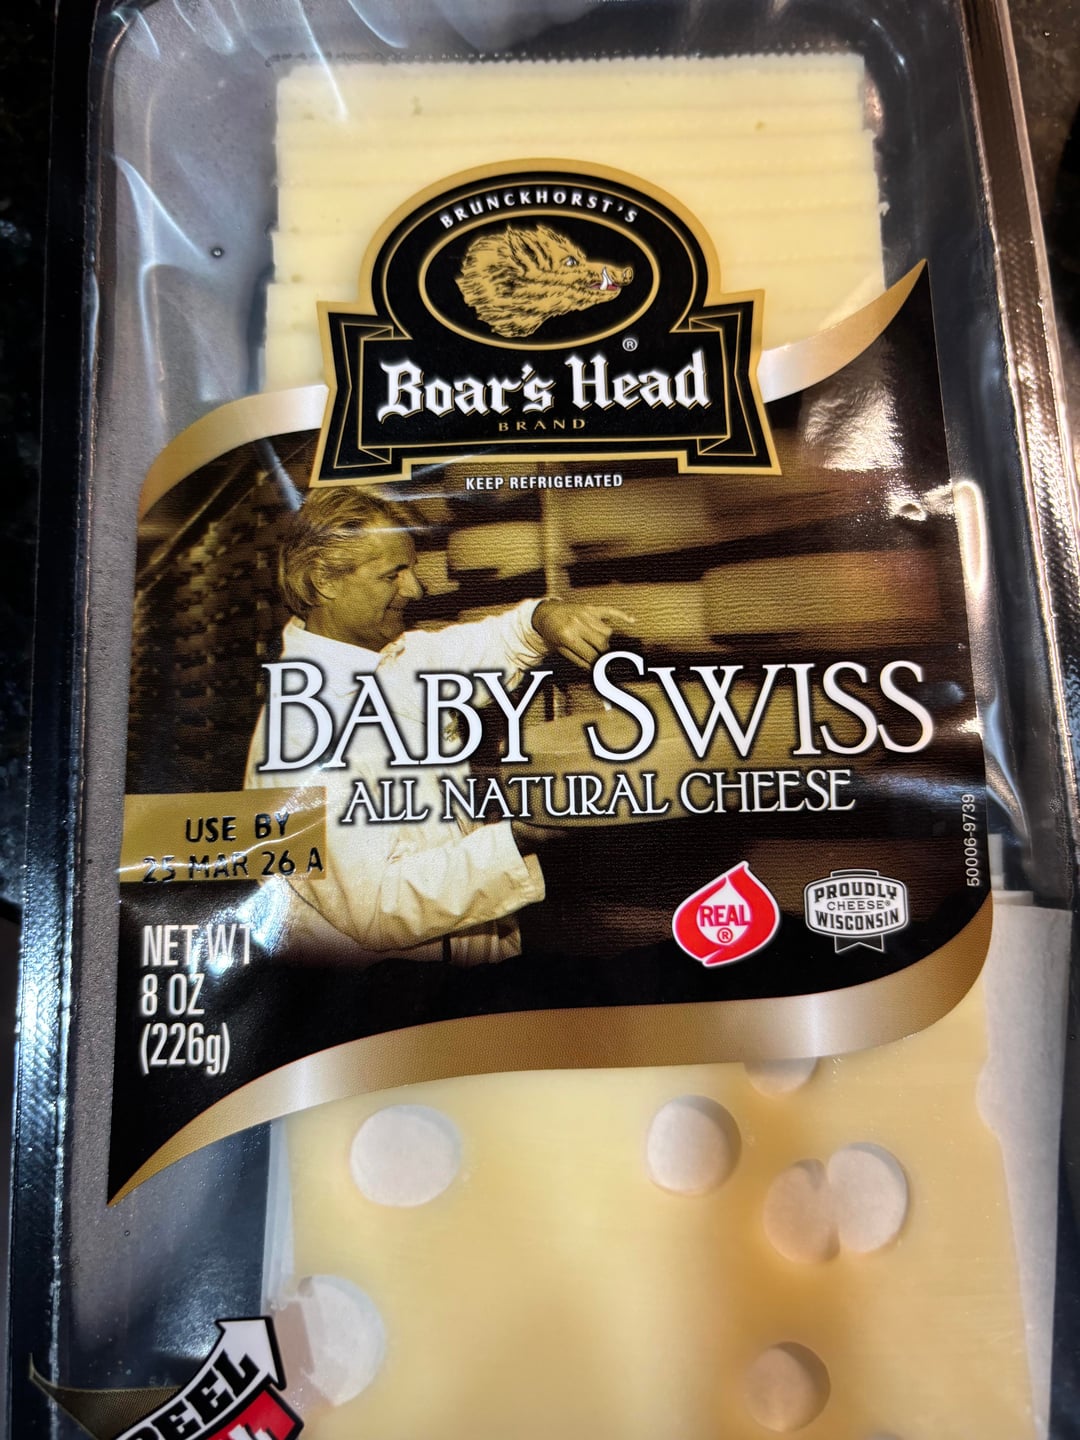 BRUNCKHORST'S
Boar's Head®
BRAND
KEEP REFRIGERATED
BABY SWISS
ALL NATURAL CHEESE
USE BY
25 MAR 26 A
50006-9739
REAL
®
PROUDLY
CHEESE®
WISCONSIN
NET WT
8 OZ
(226g)
PEEL